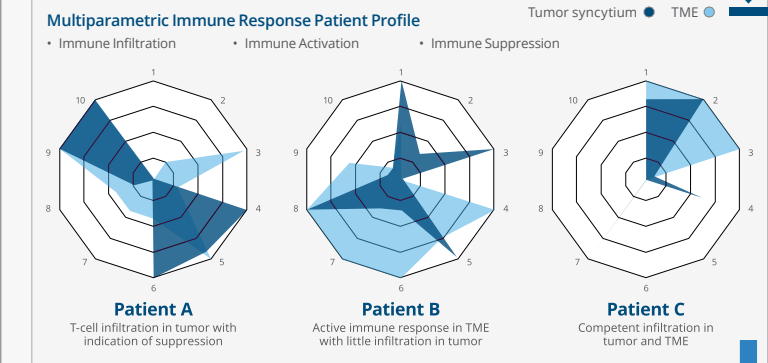 Multiparametric Immune Response Patient Profile
Tumor syncytium TME
• Immune Infiltration • Immune Activation • Immune Suppression
1
2
3
4
5
6
7
8
9
10
1
2
3
4
5
6
7
8
9
10
1
2
3
4
5
6
7
8
9
10
Patient A
T-cell infiltration in tumor with
indication of suppression
Patient B
Active immune response in TME
with little infiltration in tumor
Patient C
Competent infiltration in
tumor and TME